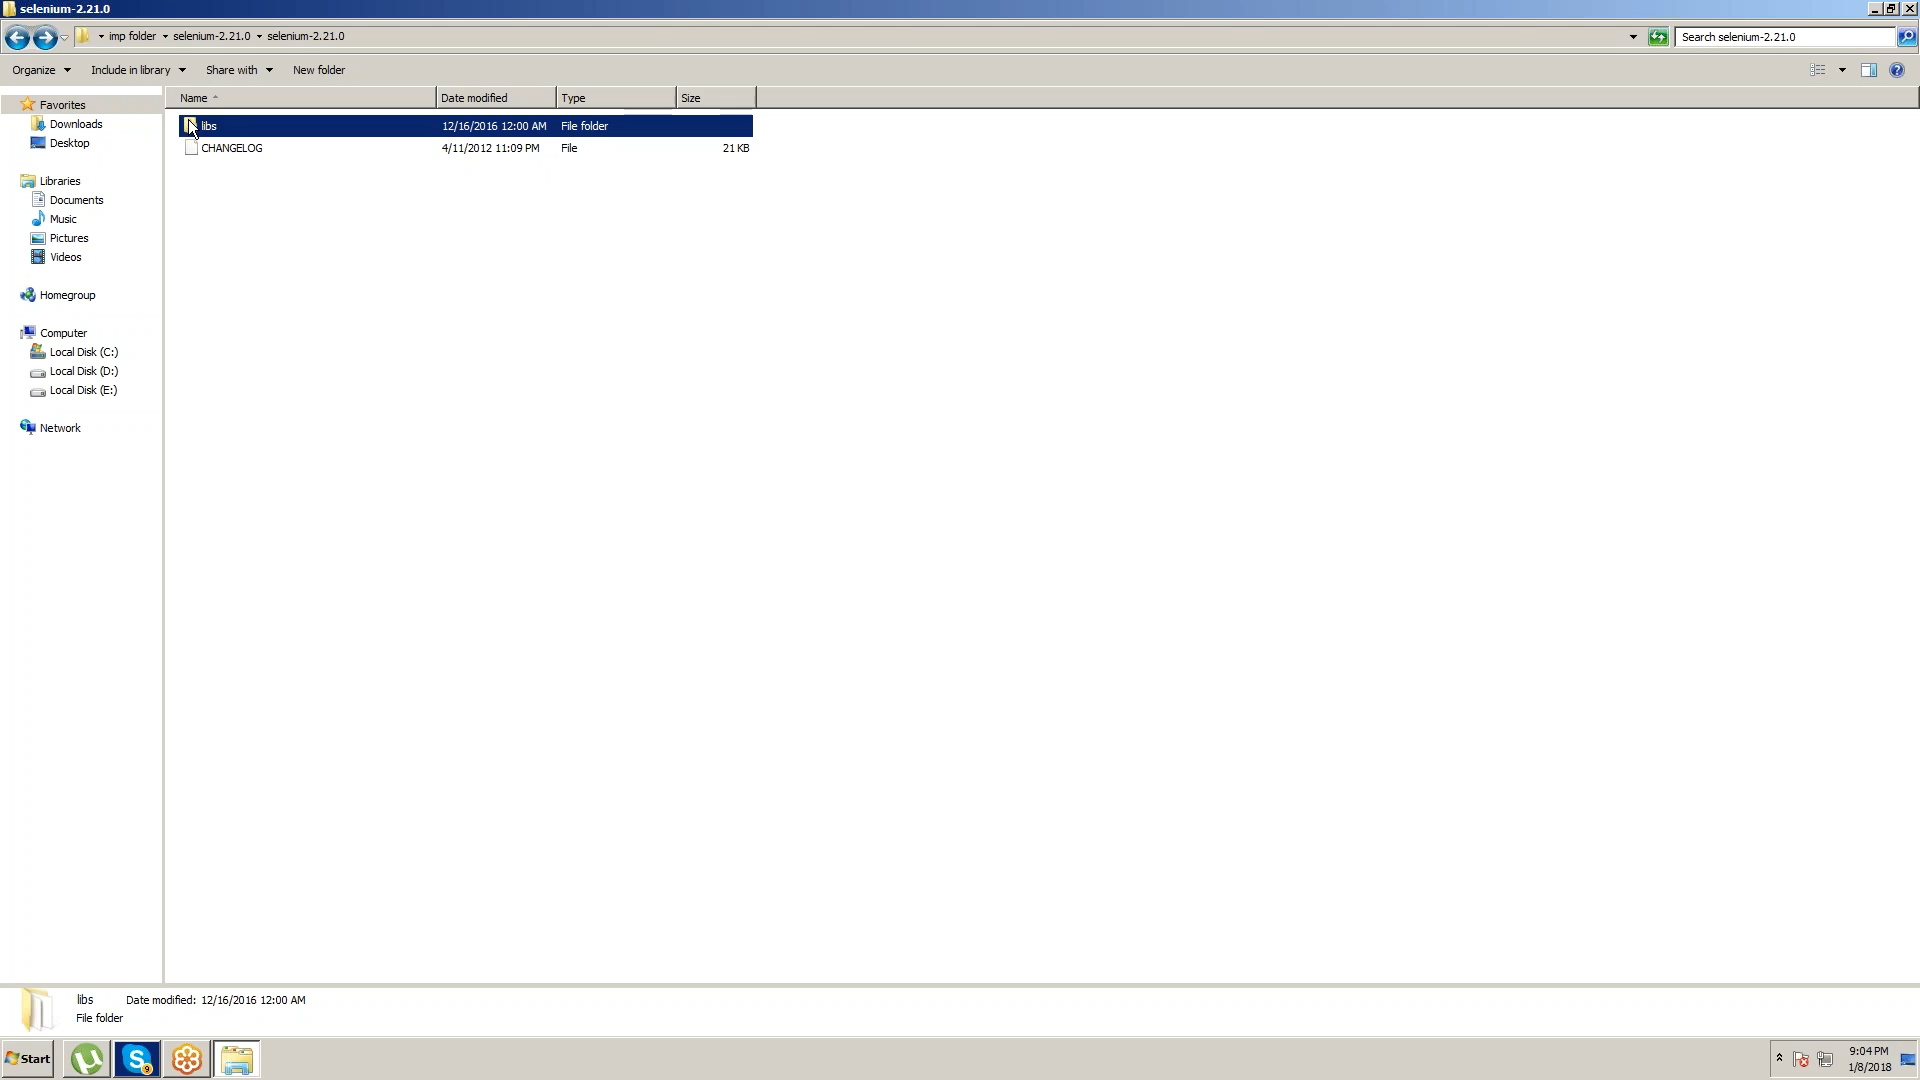 selenium-2.21.0
imp folder selenium-2.21.0 selenium-2.21.0
Search selenium-2.21.0
Organize Include in library Share with New folder
Name Date modified Type Size
Favorites
Downloads
Desktop
Libraries
Documents
Music
Pictures
Videos
Homegroup
Computer
Local Disk (C:)
Local Disk (D:)
Local Disk (E:)
Network
libs 12/16/2016 12:00 AM File folder
CHANGELOG 4/11/2012 11:09 PM File 21 KB
libs Date modified: 12/16/2016 12:00 AM
File folder
Start
9
9:04 PM
1/8/2018